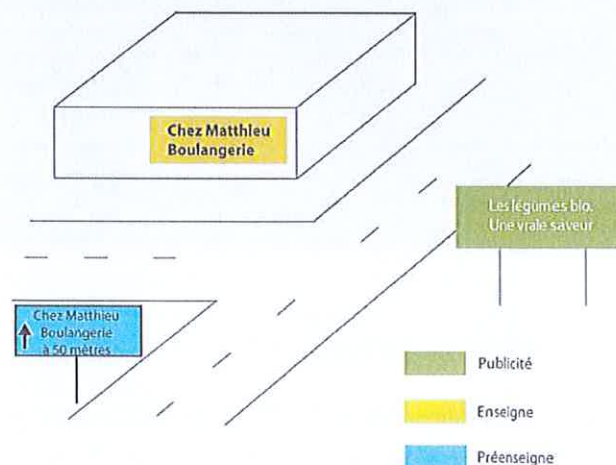 Chez Matthieu
Boulangerie
Les légumes bio.
Une vraie saveur
Chez Matthieu
Boulangerie
à 50 mètres
Publicité
Enseigne
Préenseigne